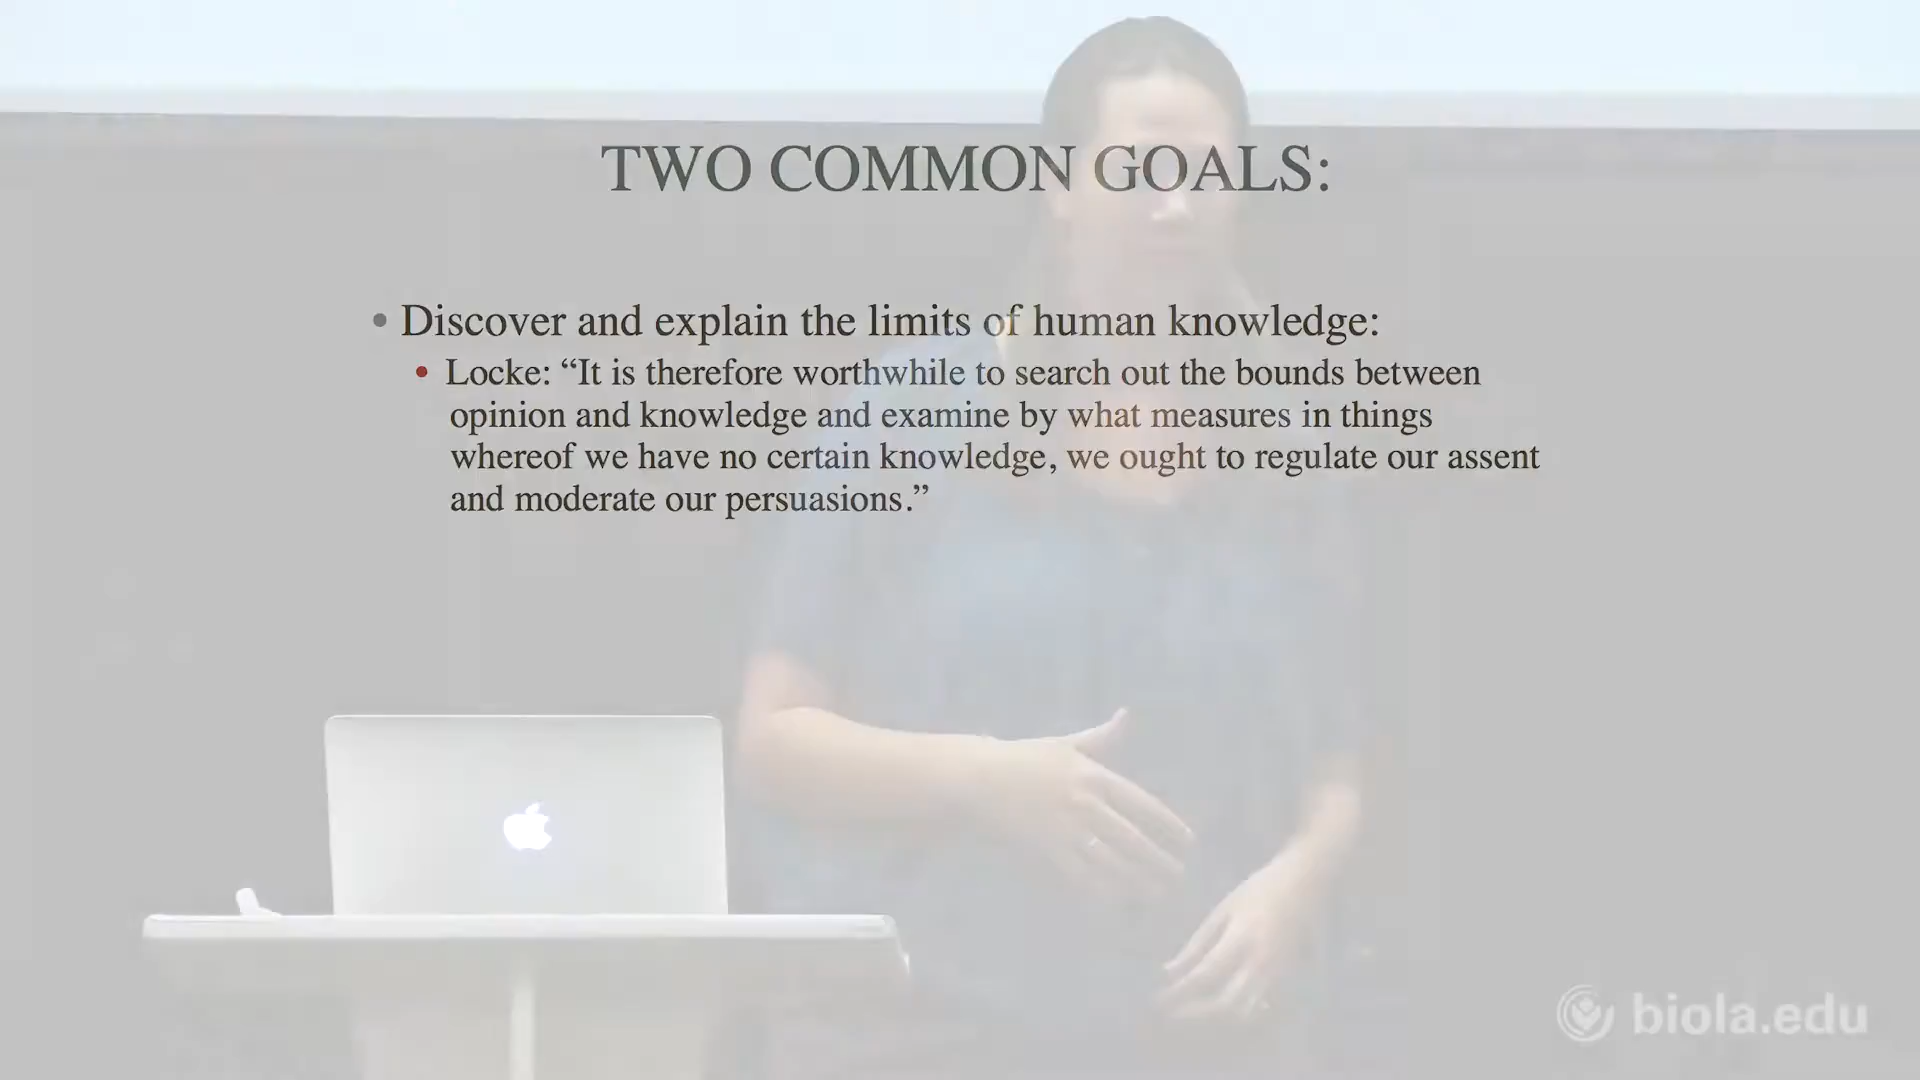 TWO COMMON GOALS:
• Discover and explain the limits of human knowledge:
• Locke: “It is therefore worthwhile to search out the bounds between
opinion and knowledge and examine by what measures in things
whereof we have no certain knowledge, we ought to regulate our assent
and moderate our persuasions.”
biola.edu